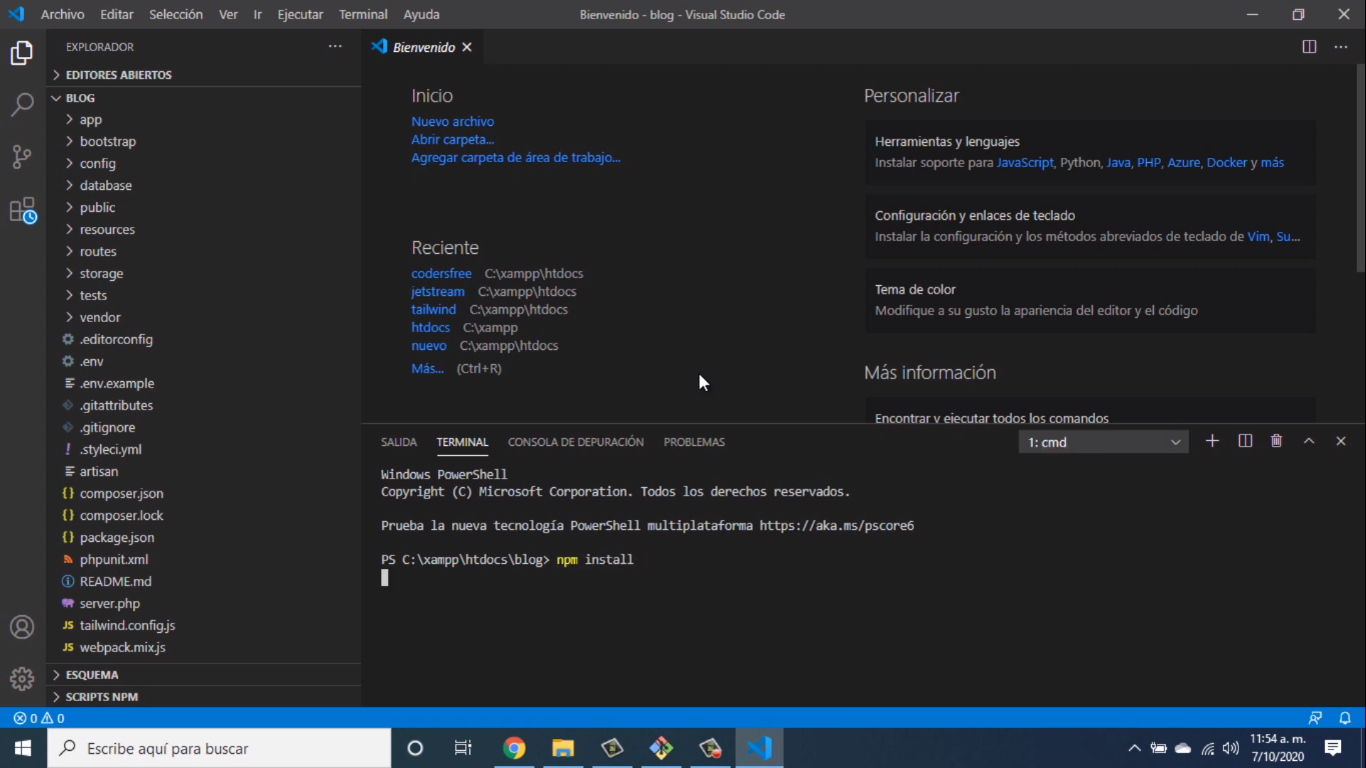 Archivo Editar Selección Ver Ir Ejecutar Terminal Ayuda
Bienvenido - blog - Visual Studio Code
EXPLORADOR
EDITORES ABIERTOS
BLOG
app
bootstrap
config
database
public
resources
routes
storage
tests
vendor
.editorconfig
.env
.env.example
.gitattributes
.gitignore
.styleci.yml
artisan
composer.json
composer.lock
package.json
phpunit.xml
README.md
server.php
JS tailwind.config.js
JS webpack.mix.js
ESQUEMA
SCRIPTS NPM
Bienvenido
Inicio
Nuevo archivo
Abrir carpeta...
Agregar carpeta de área de trabajo...
Reciente
codersfree C:\xampp\htdocs
jetstream C:\xampp\htdocs
tailwind C:\xampp\htdocs
htdocs C:\xampp
nuevo C:\xampp\htdocs
Más... (Ctrl+R)
Personalizar
Herramientas y lenguajes
Instalar soporte para JavaScript, Python, Java, PHP, Azure, Docker y más
Configuración y enlaces de teclado
Instalar la configuración y los métodos abreviados de teclado de Vim, Su...
Tema de color
Modifique a su gusto la apariencia del editor y el código
Más información
Encontrar y ejecutar todos los comandos
SALIDA TERMINAL CONSOLA DE DEPURACIÓN PROBLEMAS
1: cmd
Windows PowerShell
Copyright (C) Microsoft Corporation. Todos los derechos reservados.
Prueba la nueva tecnología PowerShell multiplataforma https://aka.ms/pscore6
PS C:\xampp\htdocs\blog> npm install
0 0
Escribe aquí para buscar
11:54 a. m.
7/10/2020